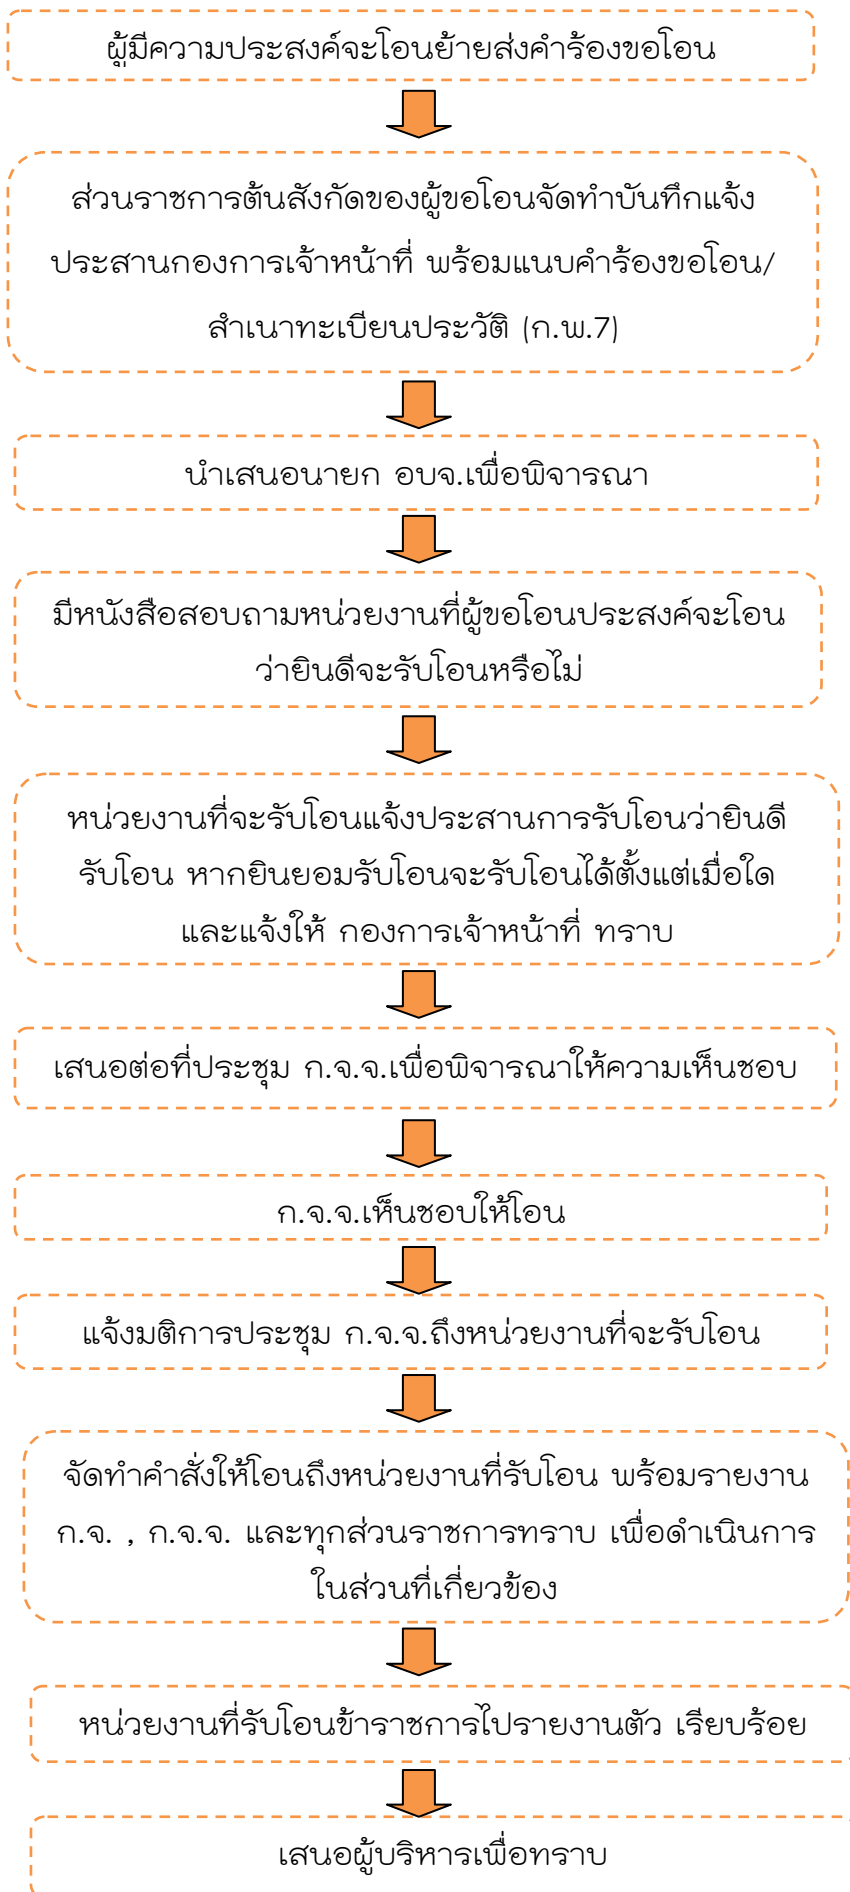 ผู้มีความประสงค์จะโอนย้ายส่งคำร้องขอโอน
ส่วนราชการต้นสังกัดของผู้ขอโอนจัดทำบันทึกแจ้ง
ประสานกองการเจ้าหน้าที่ พร้อมแนบคำร้องขอโอน/
สำเนาทะเบียนประวัติ (ก.พ.7)
นำเสนอนายก อบจ.เพื่อพิจารณา
มีหนังสือสอบถามหน่วยงานที่ผู้ขอโอนประสงค์จะโอน
ว่ายินดีจะรับโอนหรือไม่
หน่วยงานที่จะรับโอนแจ้งประสานการรับโอนว่ายินดี
รับโอน หากยินยอมรับโอนจะรับโอนได้ตั้งแต่เมื่อใด
และแจ้งให้ กองการเจ้าหน้าที่ ทราบ
เสนอต่อที่ประชุม ก.จ.จ.เพื่อพิจารณาให้ความเห็นชอบ
ก.จ.จ.เห็นชอบให้โอน
แจ้งมติการประชุม ก.จ.จ.ถึงหน่วยงานที่จะรับโอน
จัดทำคำสั่งให้โอนถึงหน่วยงานที่รับโอน พร้อมรายงาน
ก.จ. , ก.จ.จ. และทุกส่วนราชการทราบ เพื่อดำเนินการ
ในส่วนที่เกี่ยวข้อง
หน่วยงานที่รับโอนข้าราชการไปรายงานตัว เรียบร้อย
เสนอผู้บริหารเพื่อทราบ